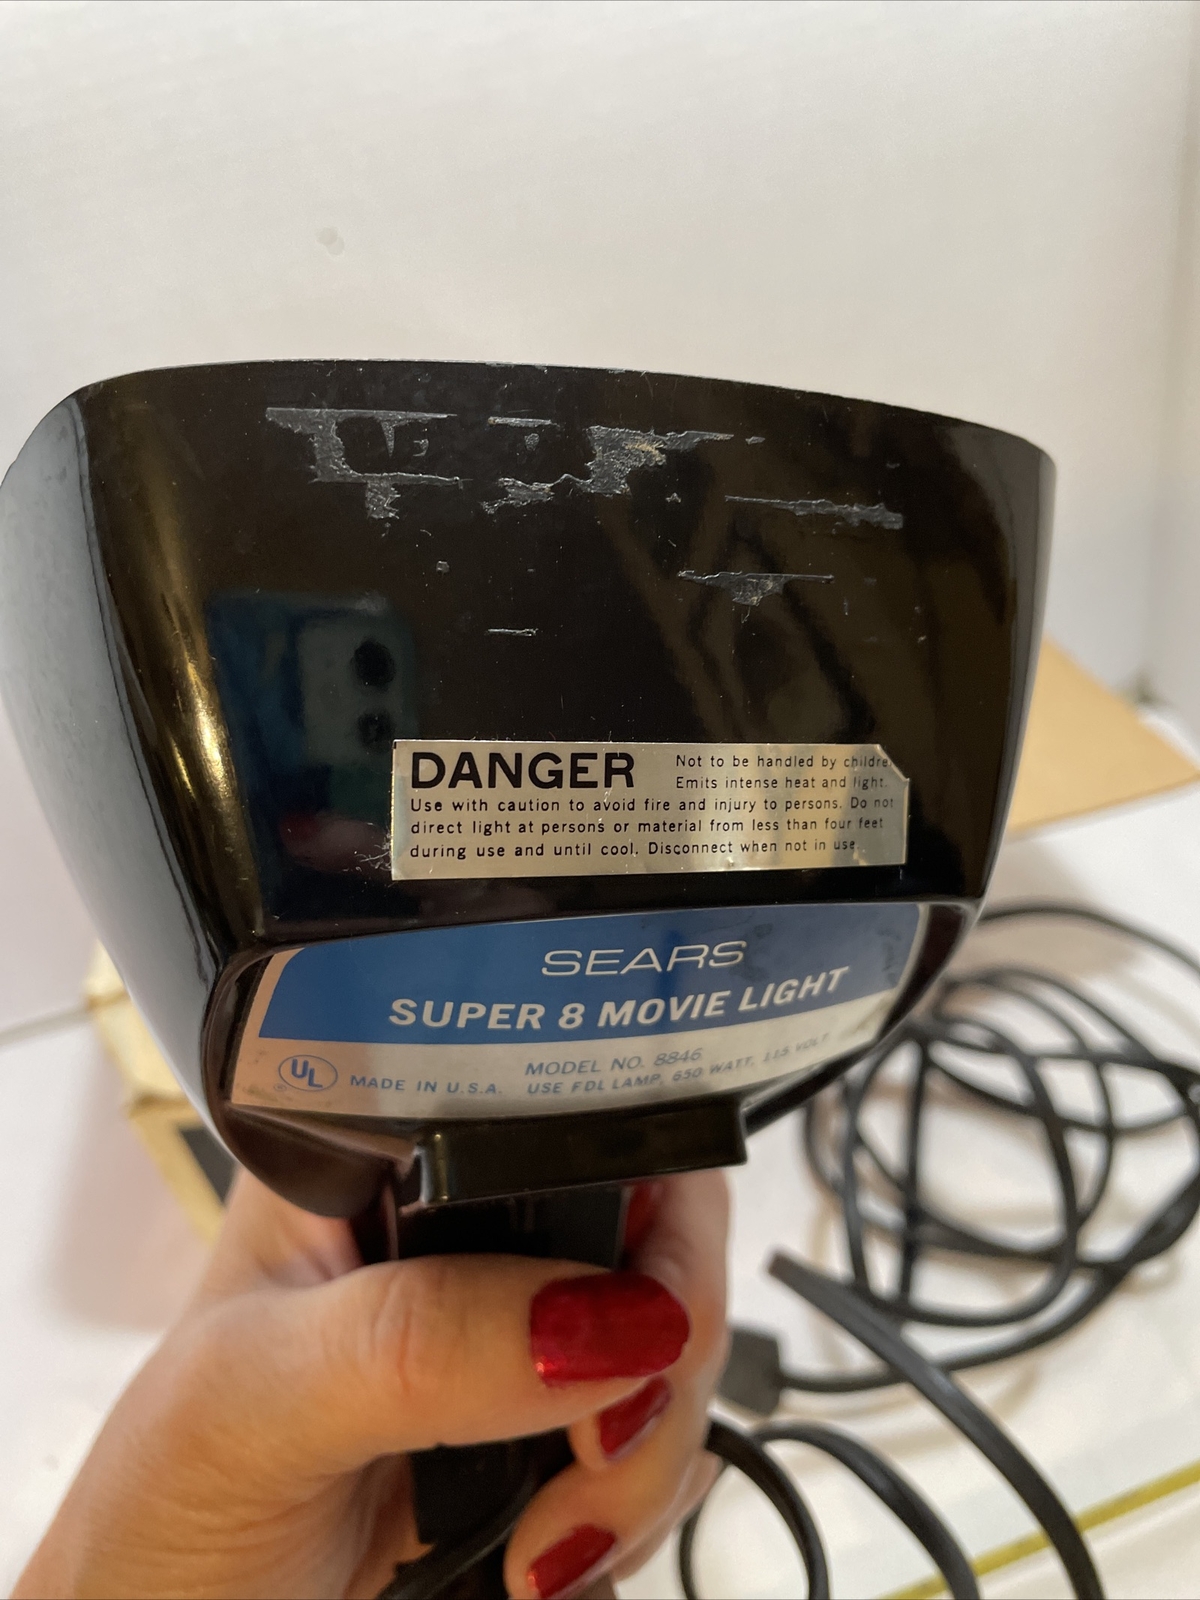 DANGER Not to be handled by childre
Emits intense heat and light.
Use with caution to avoid fire and injury to persons. Do not
direct light at persons or material from less than four feet
during use and until cool. Disconnect when not in use
SEARS
SUPER 8 MOVIE LIGHT
UL
®
MADE IN U.S.A.
MODEL NO. 8846
USE FDL LAMP, 650 WATT, 115 VOLT